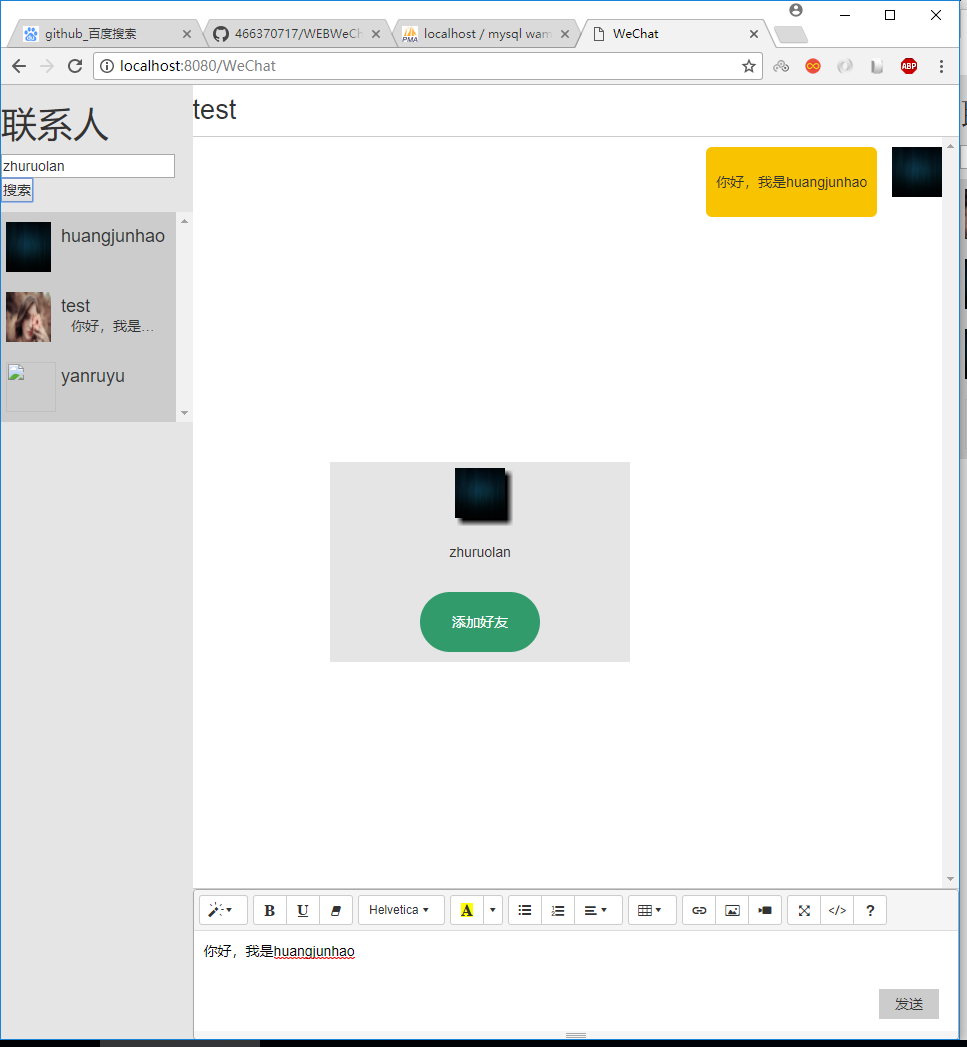 github_百度搜索
466370717/WEBWeCh
localhost / mysql wam
WeChat
localhost:8080/WeChat
ABP
联系人
zhuruolan
搜索
huangjunhao
test
你好，我是...
yanruyu
test
你好，我是huangjunhao
zhuruolan
添加好友
B U Helvetica A </> ?
你好，我是huangjunhao
发送